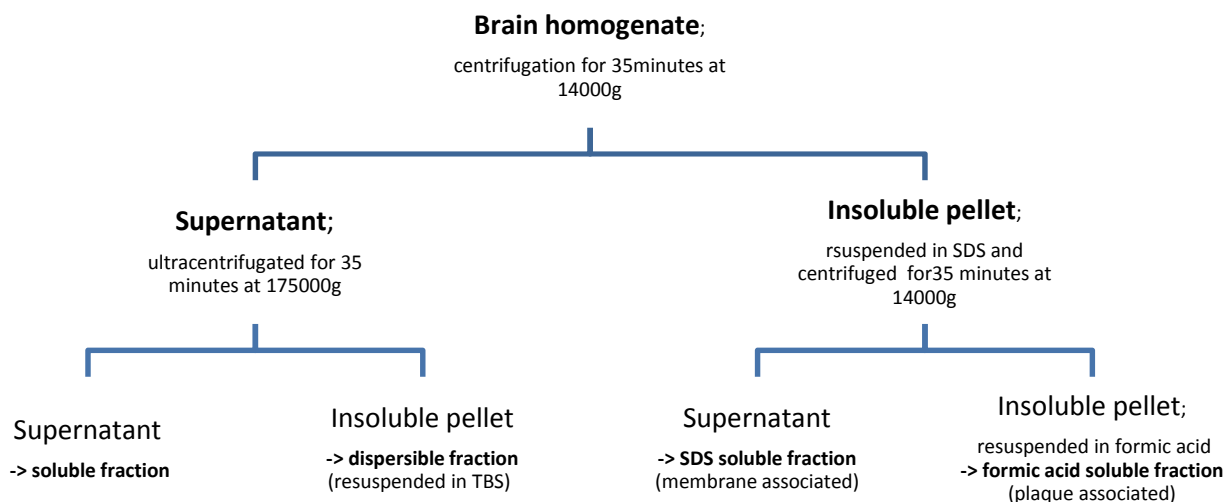 Brain homogenate;
centrifugation for 35minutes at
14000g
Supernatant;
ultracentrifugated for 35
minutes at 175000g
Insoluble pellet;
rsuspended in SDS and
centrifuged for35 minutes at
14000g
Supernatant
-> soluble fraction
Insoluble pellet
-> dispersible fraction
(resuspended in TBS)
Supernatant
-> SDS soluble fraction
(membrane associated)
Insoluble pellet;
resuspended in formic acid
-> formic acid soluble fraction
(plaque associated)